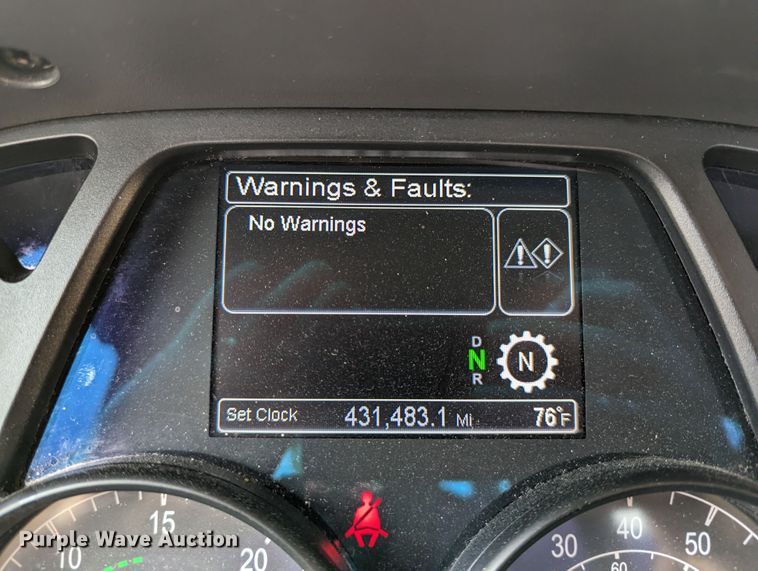 Warnings & Faults:
No Warnings
D
N
R
N
Set Clock 431,483.1 Mi 76°F
15
10
20
40
30
50
60
Purple Wave Auction